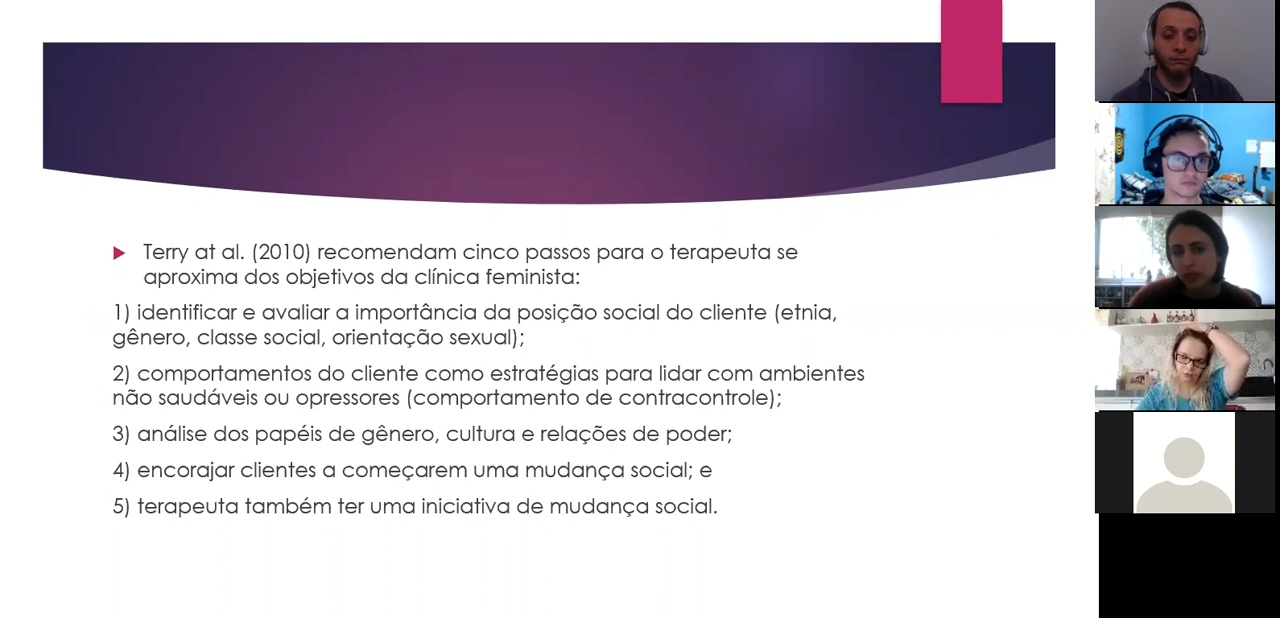 Terry at al. (2010) recomendam cinco passos para o terapeuta se
aproxima dos objetivos da clínica feminista:
1) identificar e avaliar a importância da posição social do cliente (etnia,
gênero, classe social, orientação sexual);
2) comportamentos do cliente como estratégias para lidar com ambientes
não saudáveis ou opressores (comportamento de contracontrole);
3) análise dos papéis de gênero, cultura e relações de poder;
4) encorajar clientes a começarem uma mudança social; e
5) terapeuta também ter uma iniciativa de mudança social.